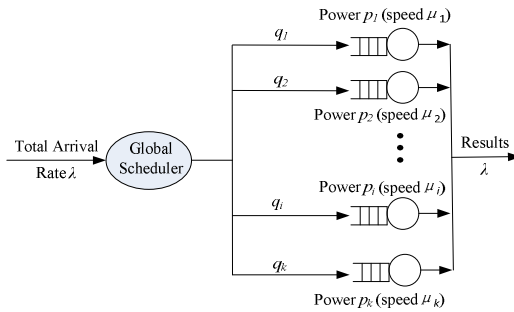 Power p1 (speed μ1)
q1
q2
Power p2 (speed μ2)
Total Arrival
Rate λ
Global
Scheduler
Results
λ
qi
Power pi (speed μi)
qk
Power pk (speed μk)